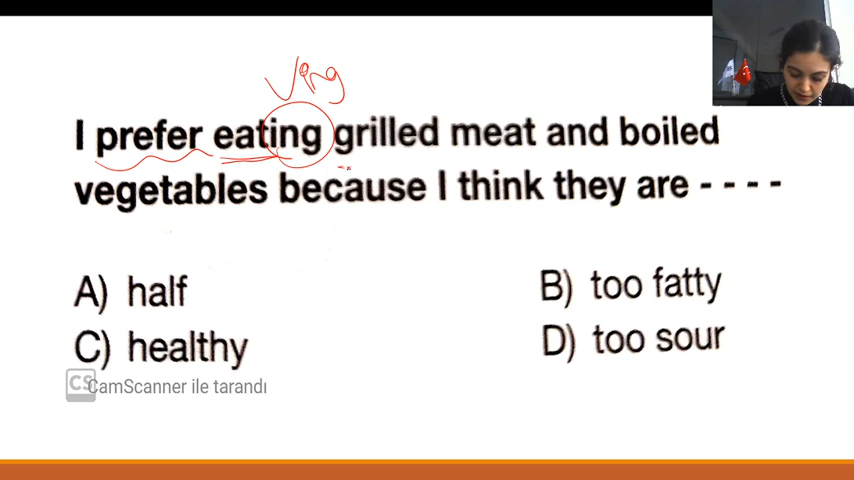 Ving
I prefer eating grilled meat and boiled
vegetables because I think they are - - - -
A) half
B) too fatty
C) healthy
D) too sour
CS CamScanner ile tarandı